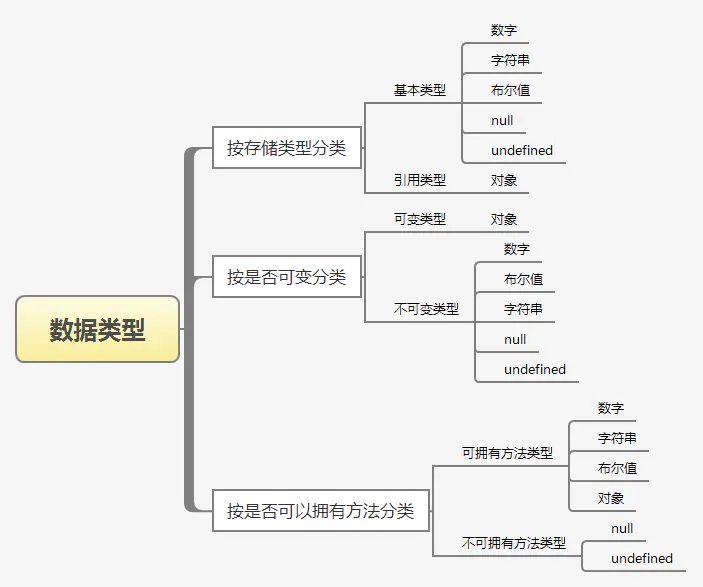 数据类型
按存储类型分类
基本类型
数字
字符串
布尔值
null
undefined
引用类型
对象
按是否可变分类
可变类型
对象
不可变类型
数字
布尔值
字符串
null
undefined
按是否可以拥有方法分类
可拥有方法类型
数字
字符串
布尔值
对象
不可拥有方法类型
null
undefined